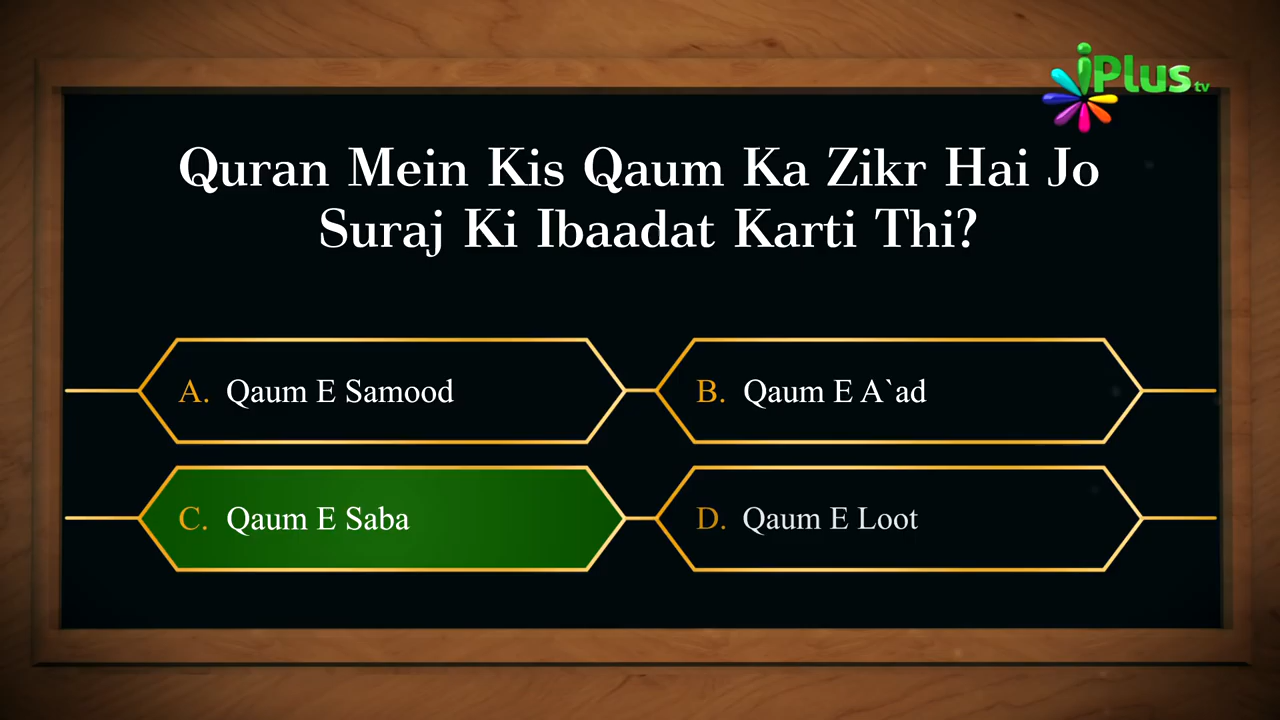 iPlus tv
Quran Mein Kis Qaum Ka Zikr Hai Jo
Suraj Ki Ibaadat Karti Thi?
A. Qaum E Samood
B. Qaum E A`ad
C. Qaum E Saba
D. Qaum E Loot